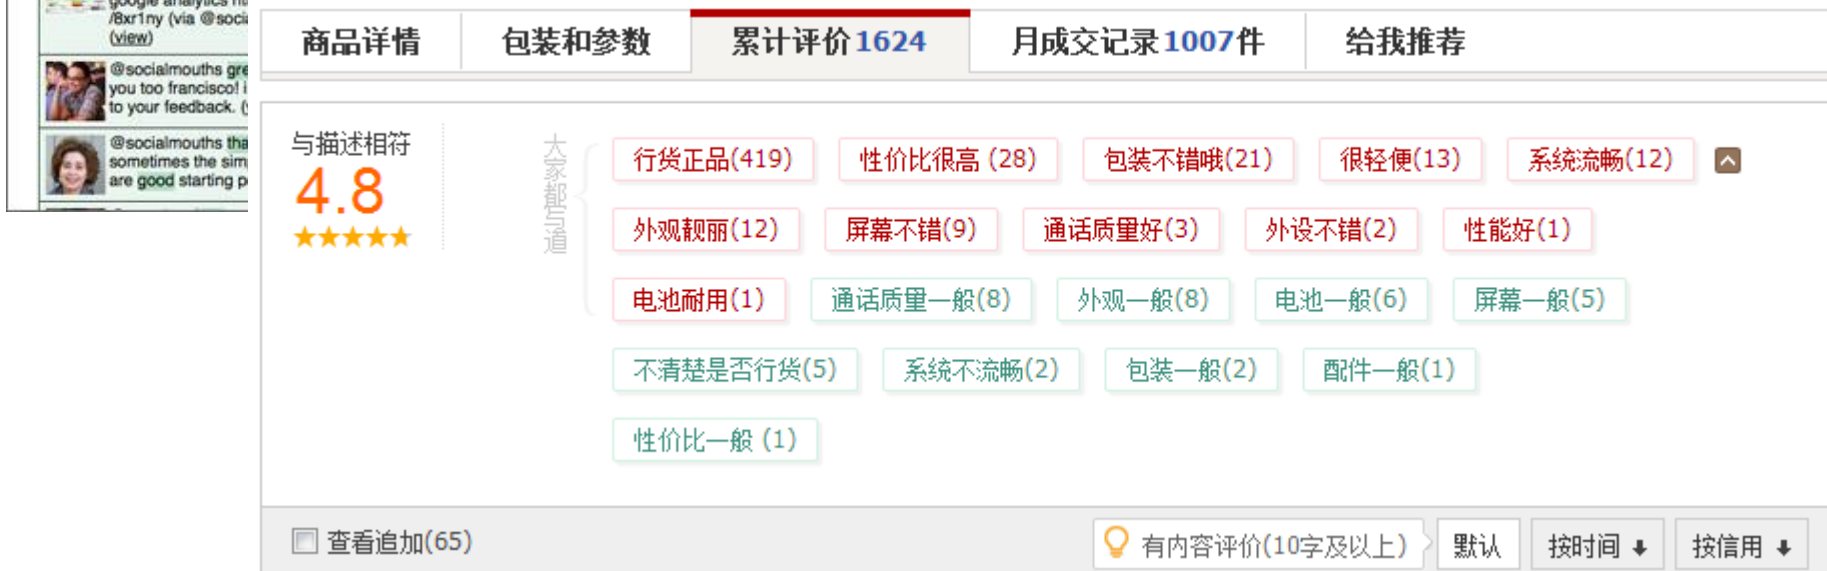 google analytics
/8xr1ny (via @socia
(view)
@socialmouths gre
you too francisco! i
to your feedback. (
@socialmouths tha
sometimes the sim
are good starting p
商品详情 包装和参数 累计评价1624 月成交记录1007件 给我推荐
与描述相符
4.8
大家都写道
行货正品(419) 性价比很高 (28) 包装不错哦(21) 很轻便(13) 系统流畅(12)
外观靓丽(12) 屏幕不错(9) 通话质量好(3) 外设不错(2) 性能好(1)
电池耐用(1) 通话质量一般(8) 外观一般(8) 电池一般(6) 屏幕一般(5)
不清楚是否行货(5) 系统不流畅(2) 包装一般(2) 配件一般(1)
性价比一般 (1)
查看追加(65) 有内容评价(10字及以上) 默认 按时间 按信用